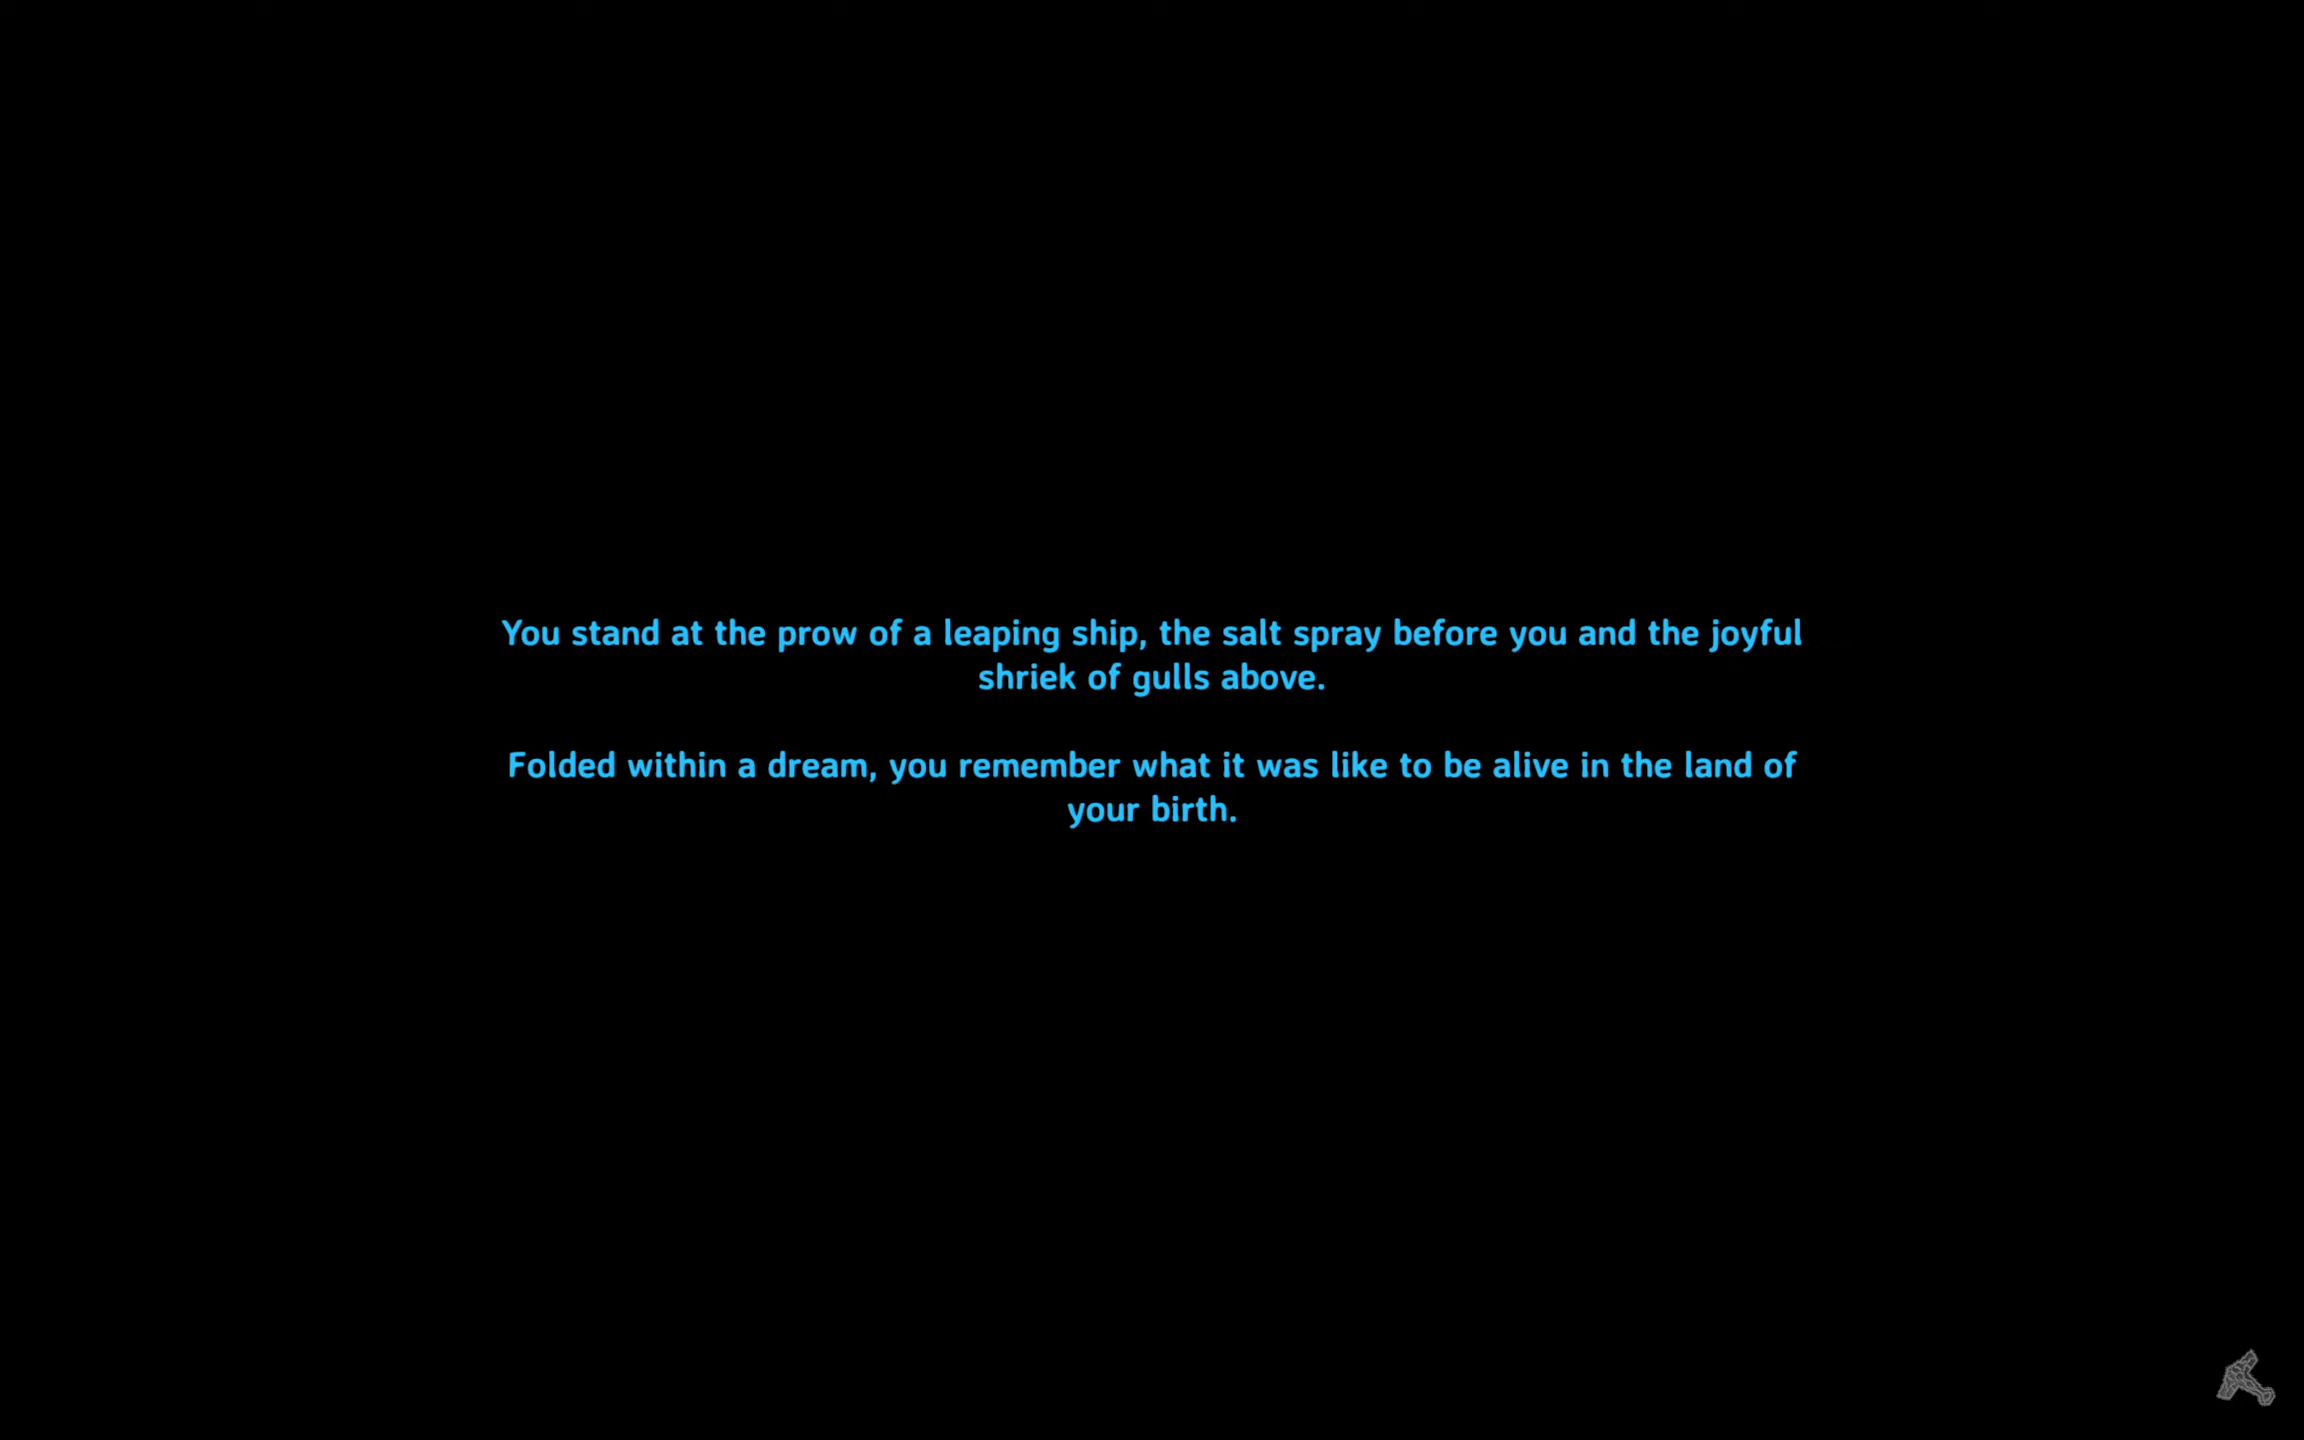 You stand at the prow of a leaping ship, the salt spray before you and the joyful
shriek of gulls above.
Folded within a dream, you remember what it was like to be alive in the land of
your birth.